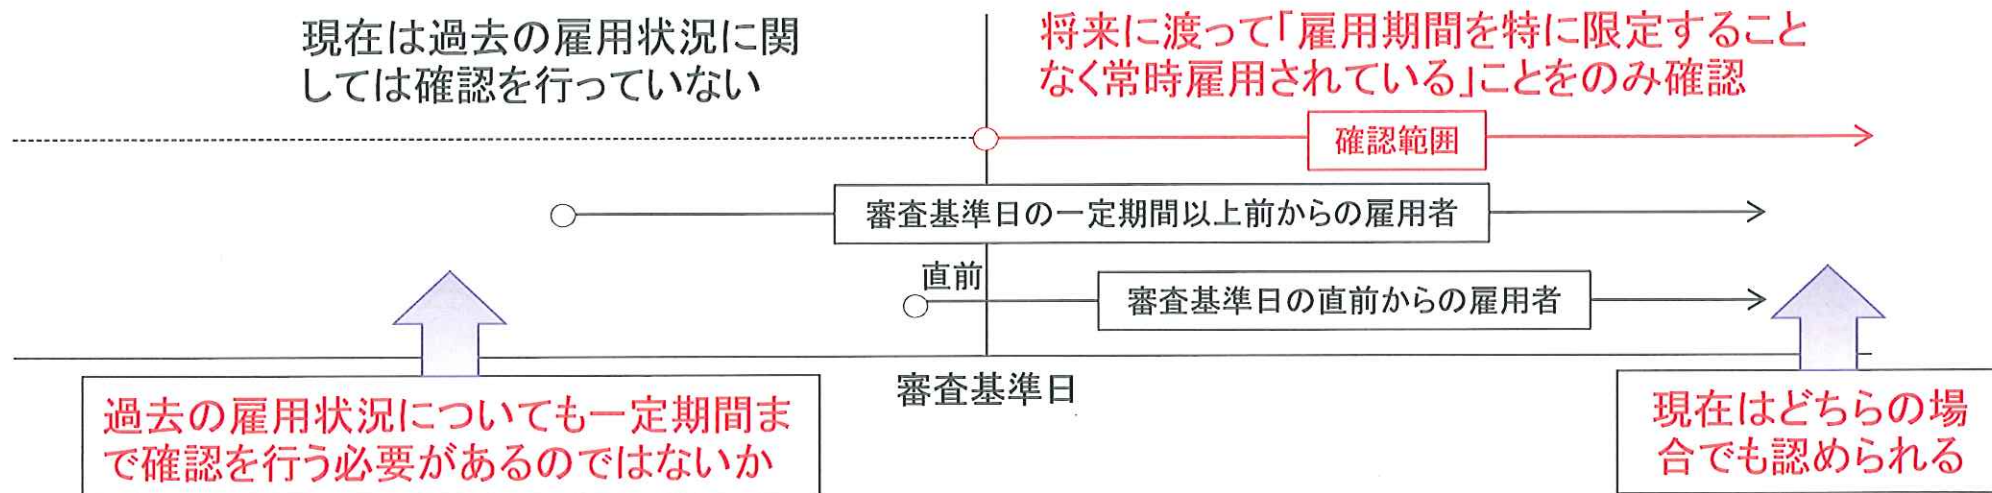 現在は過去の雇用状況に関
しては確認を行っていない
将来に渡って「雇用期間を特に限定すること
なく常時雇用されている」ことをのみ確認
確認範囲
審査基準日の一定期間以上前からの雇用者
直前
審査基準日の直前からの雇用者
審査基準日
過去の雇用状況についても一定期間ま
で確認を行う必要があるのではないか
現在はどちらの場
合でも認められる